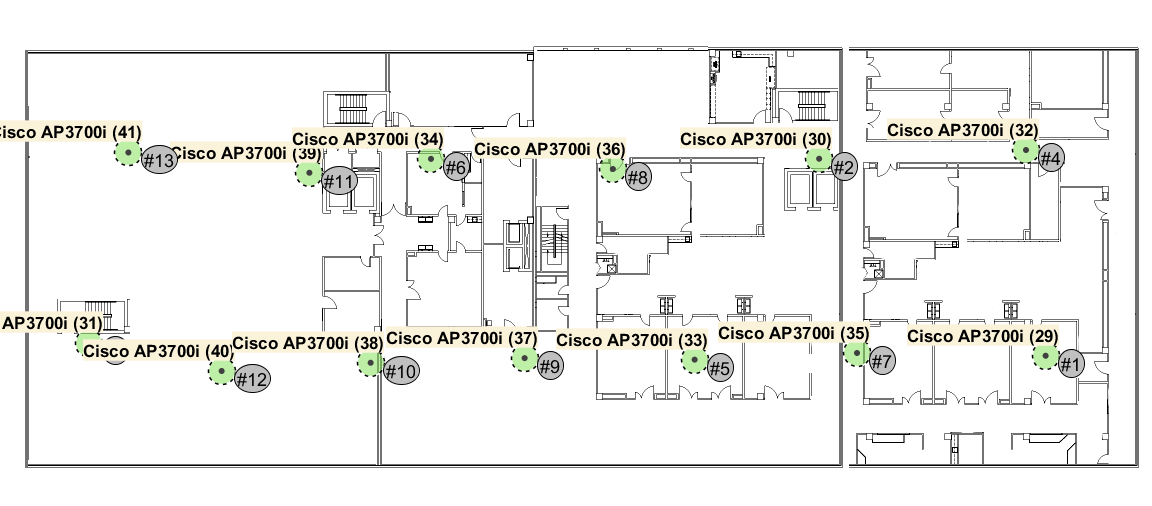 Cisco AP3700i (32)
Cisco AP3700i (41)
Cisco AP3700i (34)
Cisco AP3700i (30)
Cisco AP3700i (36)
Cisco AP3700i (39)
#13
#11
#6
#8
#2
#4
AP3700i (31)
Cisco AP3700i (40)
Cisco AP3700i (38)
Cisco AP3700i (37)
Cisco AP3700i (33)
Cisco AP3700i (35)
Cisco AP3700i (29)
#12
#10
#9
#5
#7
#1